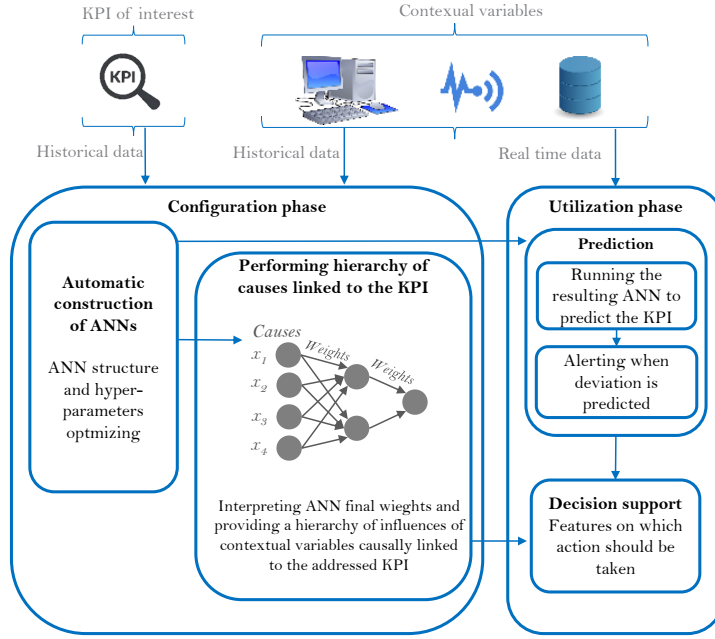 KPI of interest
Contexual variables
KPI
Historical data
Historical data
Real time data
Configuration phase
Utilization phase
Automatic
construction
of ANNs
ANN structure
and hyper-
parameters
optmizing
Performing hierarchy of
causes linked to the KPI
Causes
Weights
Weights
x1
x2
x3
x4
Interpreting ANN final wieghts and
providing a hierarchy of influences of
contextual variables causally linked
to the addressed KPI
Prediction
Running the
resulting ANN to
predict the KPI
Alerting when
deviation is
predicted
Decision support
Features on which
action should be
taken